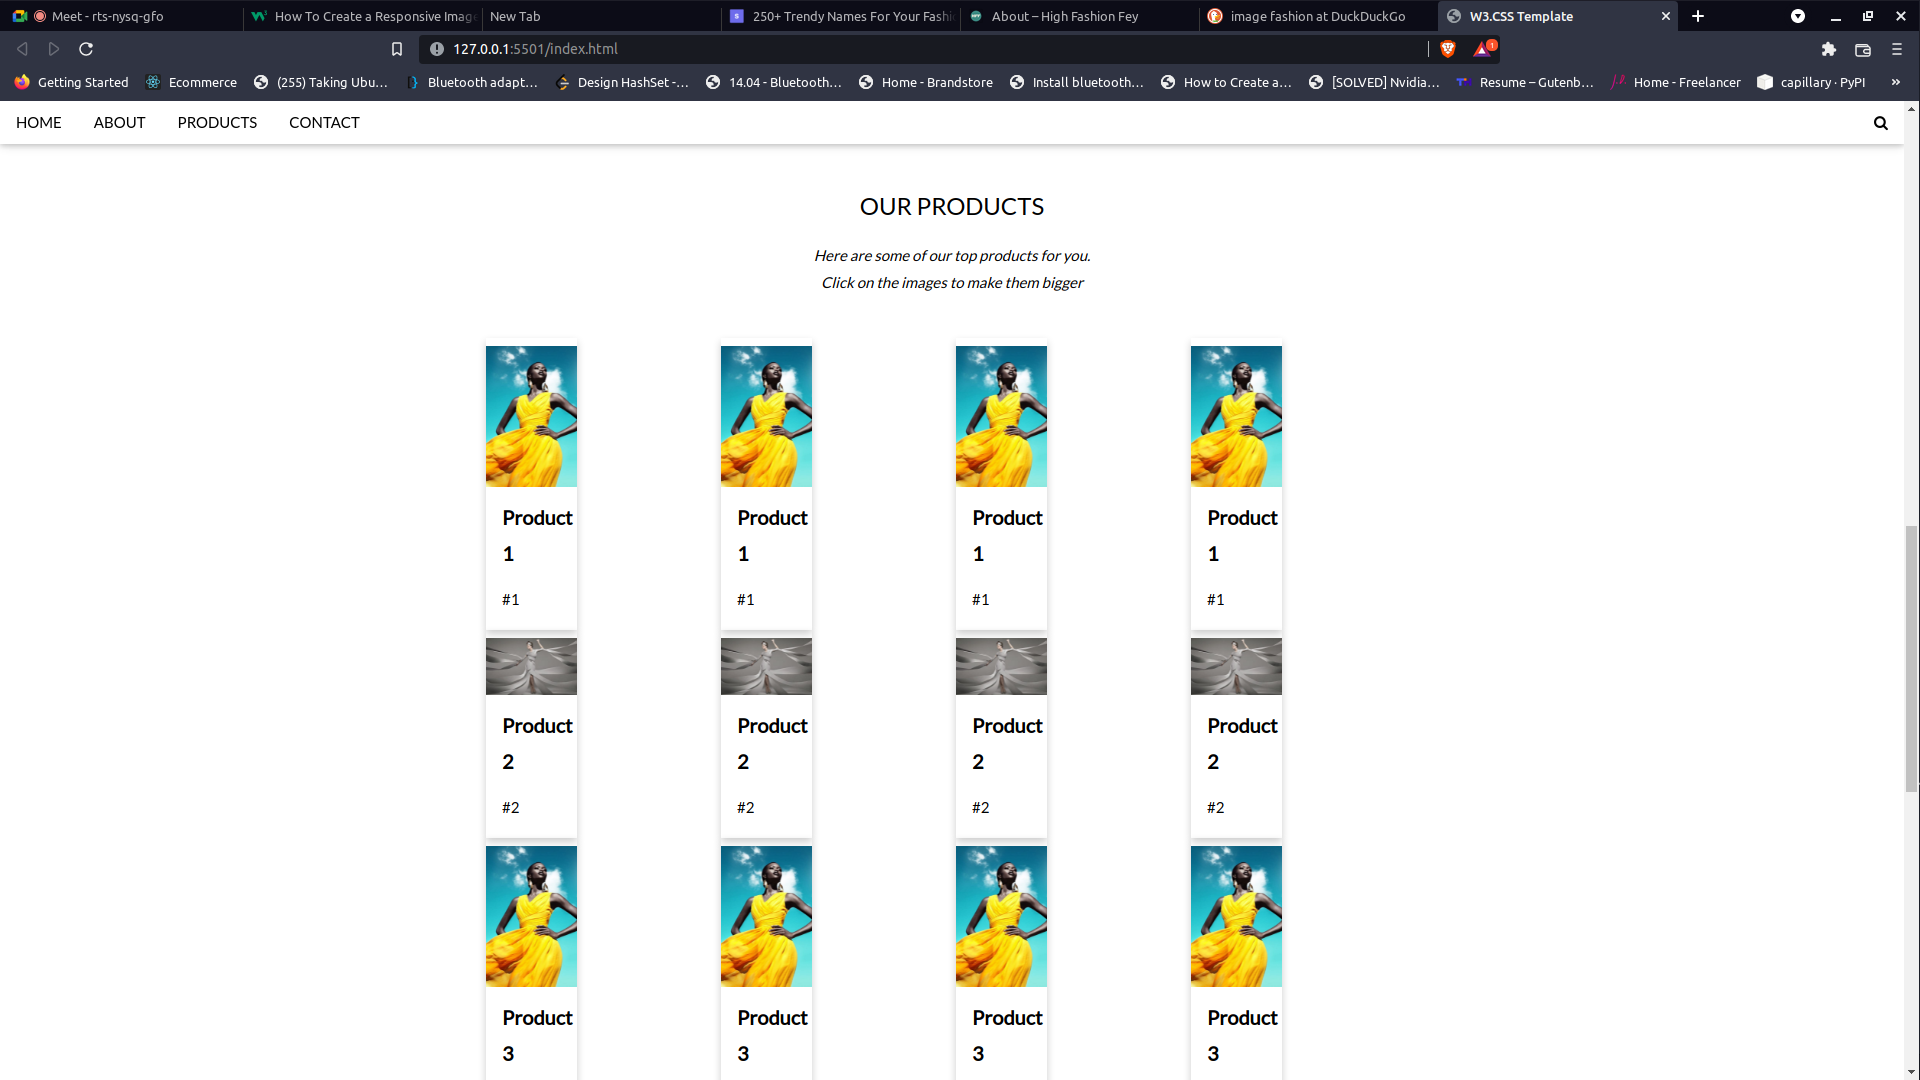 Meet - rts-nysq-gfo
How To Create a Responsive Imag
New Tab
250+ Trendy Names For Your Fashi
About – High Fashion Fey
image fashion at DuckDuckGo
W3.CSS Template
127.0.0.1:5501/index.html
1
Getting Started
Ecommerce
(255) Taking Ubu...
Bluetooth adapt...
Design HashSet -...
14.04 - Bluetooth...
Home - Brandstore
Install bluetooth...
How to Create a...
[SOLVED] Nvidia...
Resume – Gutenb...
Home - Freelancer
capillary · PyPI
»
HOME ABOUT PRODUCTS CONTACT
OUR PRODUCTS
Here are some of our top products for you.
Click on the images to make them bigger
Product Product Product Product
1 1 1 1
#1 #1 #1 #1
Product Product Product Product
2 2 2 2
#2 #2 #2 #2
Product Product Product Product
3 3 3 3